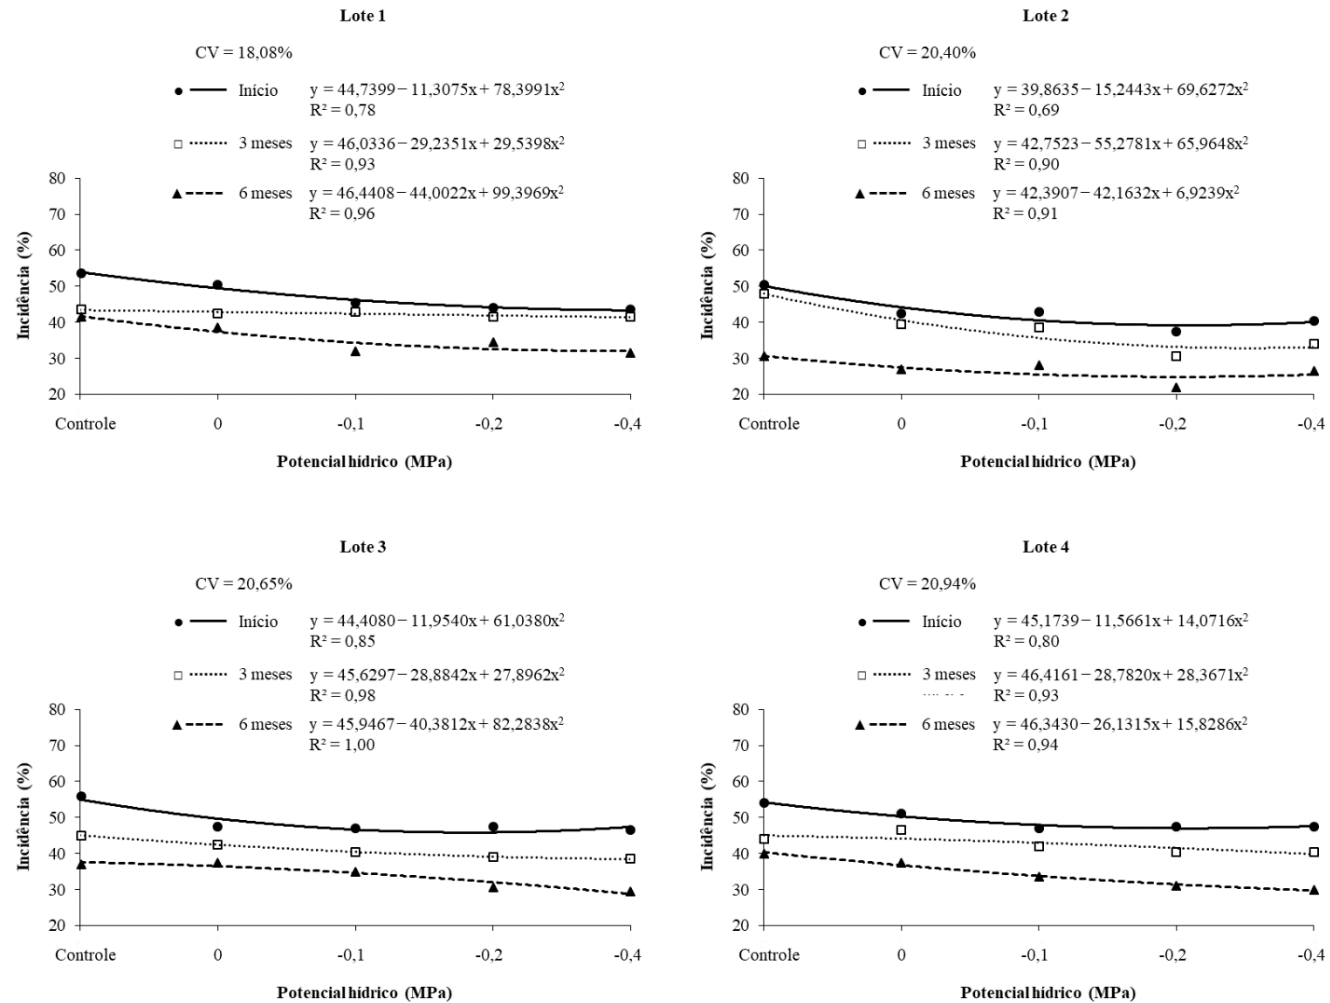 Lote 1
CV = 18,08%
Início y = 44,7399 – 11,3075x + 78,3991x²
R² = 0,78
3 meses y = 46,0336 – 29,2351x + 29,5398x²
R² = 0,93
6 meses y = 46,4408 – 44,0022x + 99,3969x²
R² = 0,96
80
70
60
50
40
30
20
Incidência (%)
Controle 0 -0,1 -0,2 -0,4
Potencial hídrico (MPa)
Lote 2
CV = 20,40%
Início y = 39,8635 – 15,2443x + 69,6272x²
R² = 0,69
3 meses y = 42,7523 – 55,2781x + 65,9648x²
R² = 0,90
6 meses y = 42,3907 – 42,1632x + 6,9239x²
R² = 0,91
80
70
60
50
40
30
20
Incidência (%)
Controle 0 -0,1 -0,2 -0,4
Potencial hídrico (MPa)
Lote 3
CV = 20,65%
Início y = 44,4080 – 11,9540x + 61,0380x²
R² = 0,85
3 meses y = 45,6297 – 28,8842x + 27,8962x²
R² = 0,98
6 meses y = 45,9467 – 40,3812x + 82,2838x²
R² = 1,00
80
70
60
50
40
30
20
Incidência (%)
Controle 0 -0,1 -0,2 -0,4
Potencial hídrico (MPa)
Lote 4
CV = 20,94%
Início y = 45,1739 – 11,5661x + 14,0716x²
R² = 0,80
3 meses y = 46,4161 – 28,7820x + 28,3671x²
R² = 0,93
6 meses y = 46,3430 – 26,1315x + 15,8286x²
R² = 0,94
80
70
60
50
40
30
20
Incidência (%)
Controle 0 -0,1 -0,2 -0,4
Potencial hídrico (MPa)